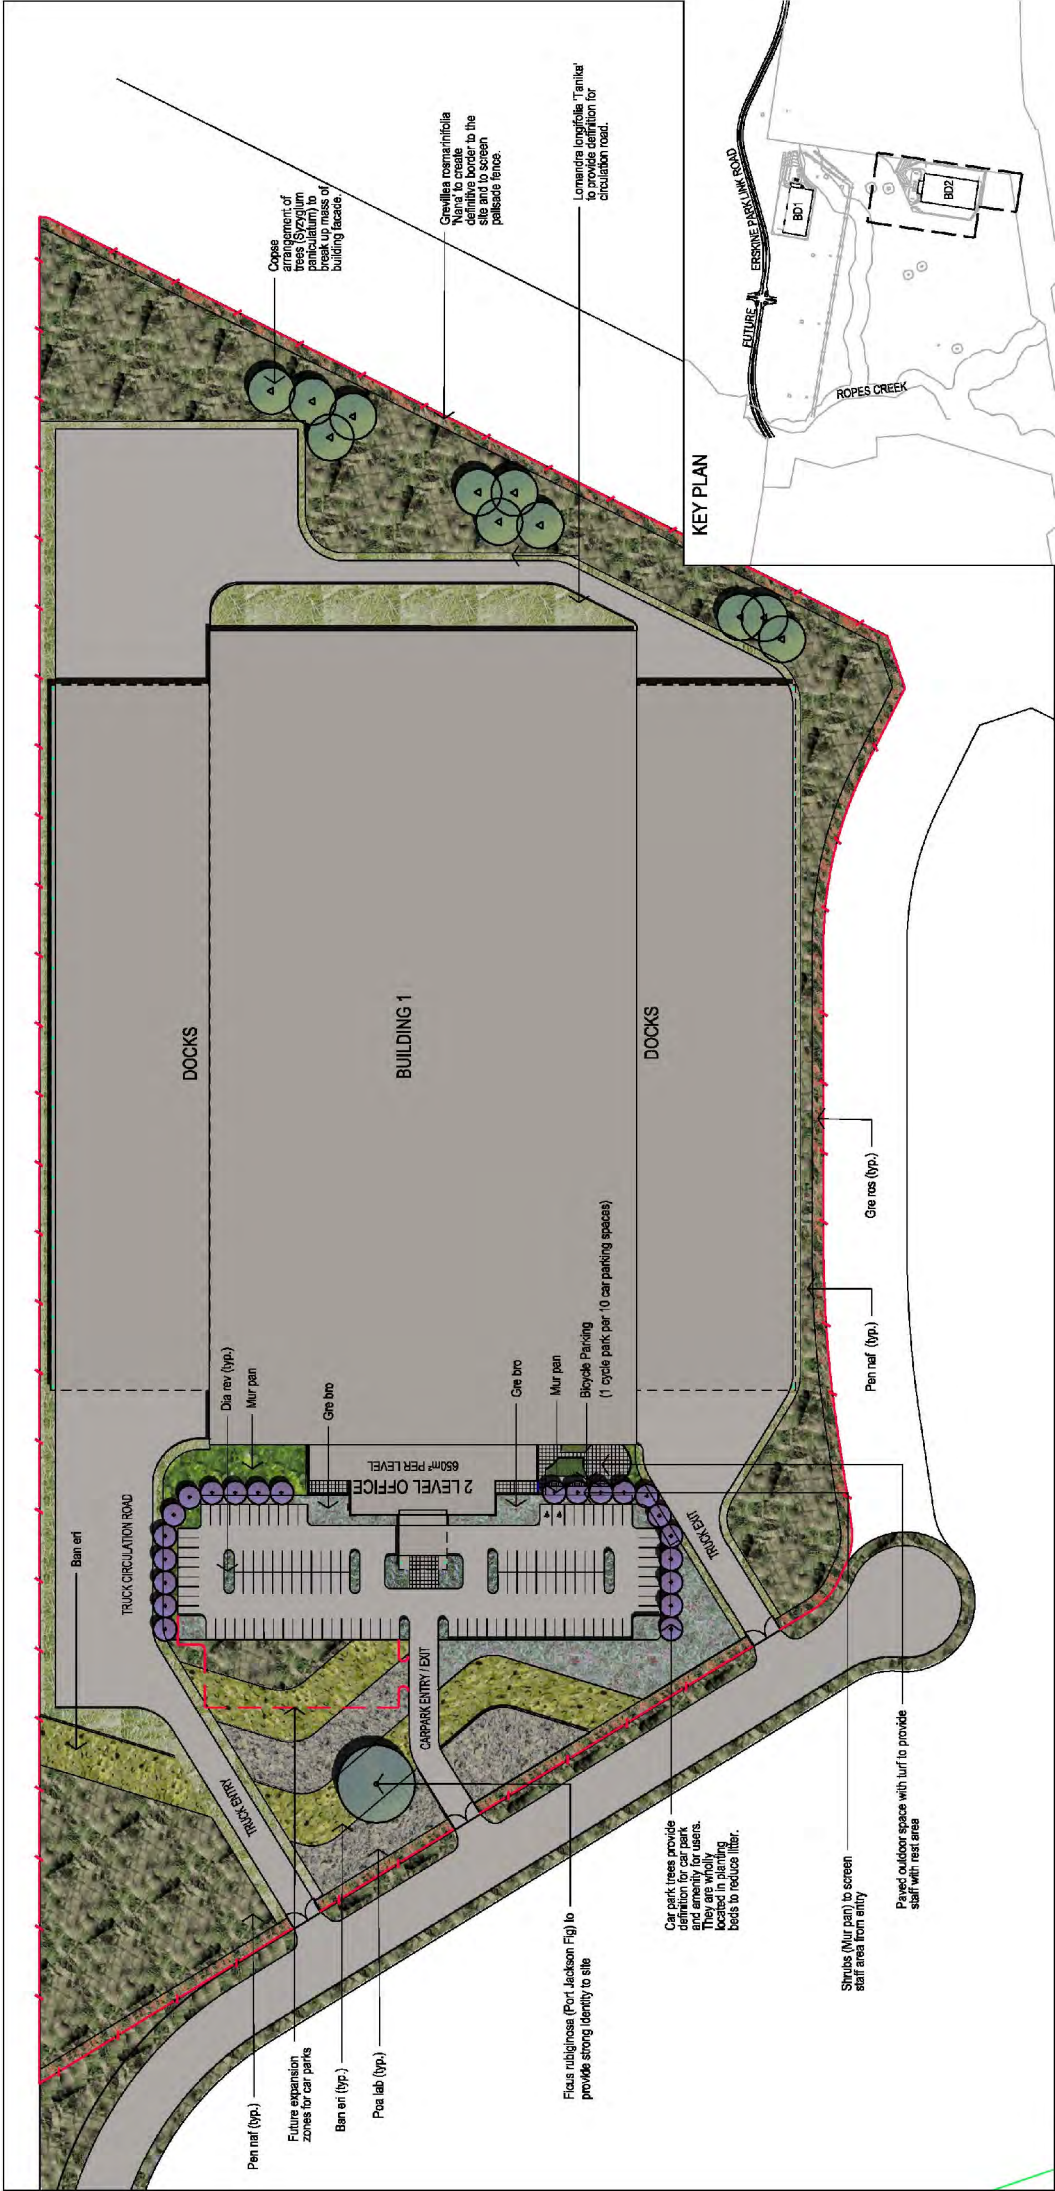 Copse
arrangement of
trees (Syzygium
paniculatum) to
break up mass of
building facade.
Grevillea rosmarinifolia
'Nana' to create
definitive border to the
site and to screen
palisade fence.
Lomandra longifolia 'Tanika'
to provide definition for
circulation road.
KEY PLAN
FUTURE
ERSKINE PARK LINK ROAD
BD1
BD2
ROPES CREEK
DOCKS
BUILDING 1
DOCKS
Gre ros (typ.)
Pen naf (typ.)
Dia rev (typ.)
Mur pan
Gre bro
Gre bro
Mur pan
Bicycle Parking
(1 cycle park per 10 car parking spaces)
2 LEVEL OFFICE
650m² PER LEVEL
Ban eri
TRUCK CIRCULATION ROAD
TRUCK EXIT
CARPARK ENTRY / EXIT
TRUCK ENTRY
Pen naf (typ.)
Future expansion
zones for car parks
Ban eri (typ.)
Poa lab (typ.)
Ficus rubiginosa (Port Jackson Fig) to
provide strong identity to site
Car park trees provide
definition for car park
and amenity for users.
They are wholly
located in planting
beds to reduce litter.
Shrubs (Mur pan) to screen
staff area from entry
Paved outdoor space with turf to provide
staff with rest area